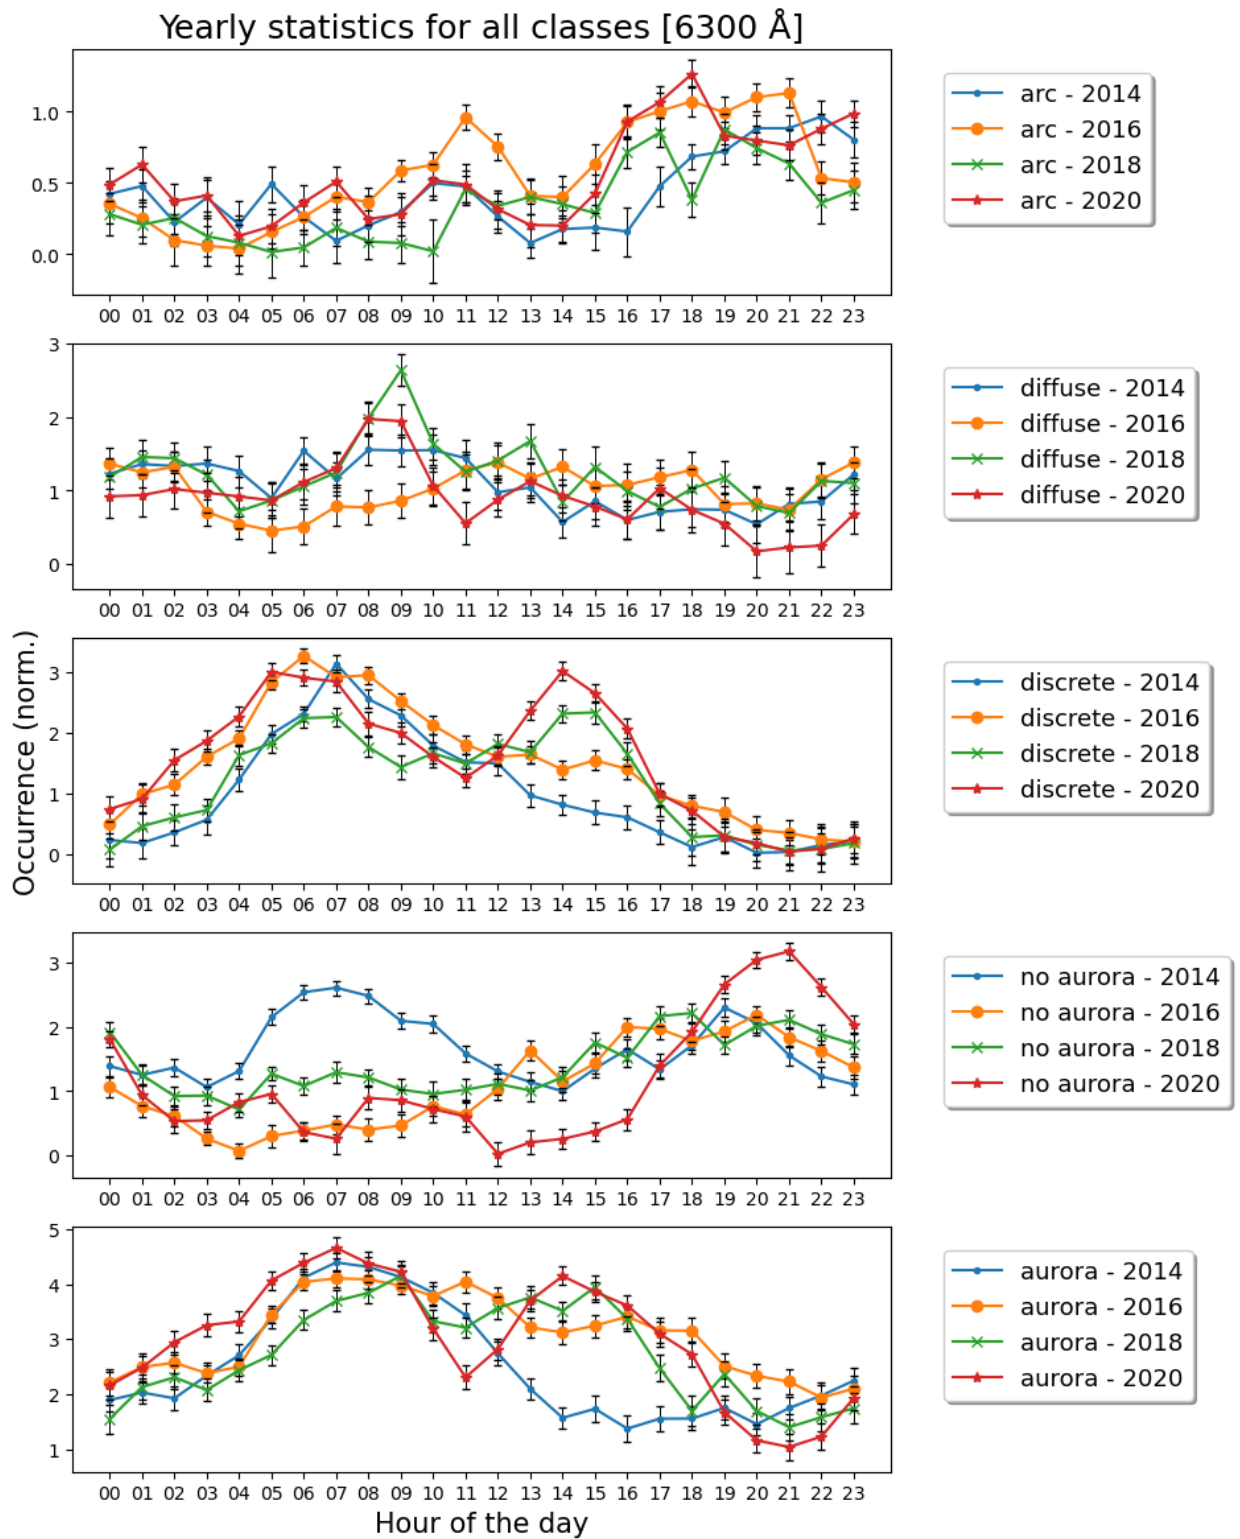 Yearly statistics for all classes [6300 Å]
1.0
0.5
0.0
00 01 02 03 04 05 06 07 08 09 10 11 12 13 14 15 16 17 18 19 20 21 22 23
arc - 2014
arc - 2016
arc - 2018
arc - 2020
3
2
1
0
00 01 02 03 04 05 06 07 08 09 10 11 12 13 14 15 16 17 18 19 20 21 22 23
diffuse - 2014
diffuse - 2016
diffuse - 2018
diffuse - 2020
Occurrence (norm.)
3
2
1
0
00 01 02 03 04 05 06 07 08 09 10 11 12 13 14 15 16 17 18 19 20 21 22 23
discrete - 2014
discrete - 2016
discrete - 2018
discrete - 2020
3
2
1
0
00 01 02 03 04 05 06 07 08 09 10 11 12 13 14 15 16 17 18 19 20 21 22 23
no aurora - 2014
no aurora - 2016
no aurora - 2018
no aurora - 2020
5
4
3
2
1
00 01 02 03 04 05 06 07 08 09 10 11 12 13 14 15 16 17 18 19 20 21 22 23
aurora - 2014
aurora - 2016
aurora - 2018
aurora - 2020
Hour of the day